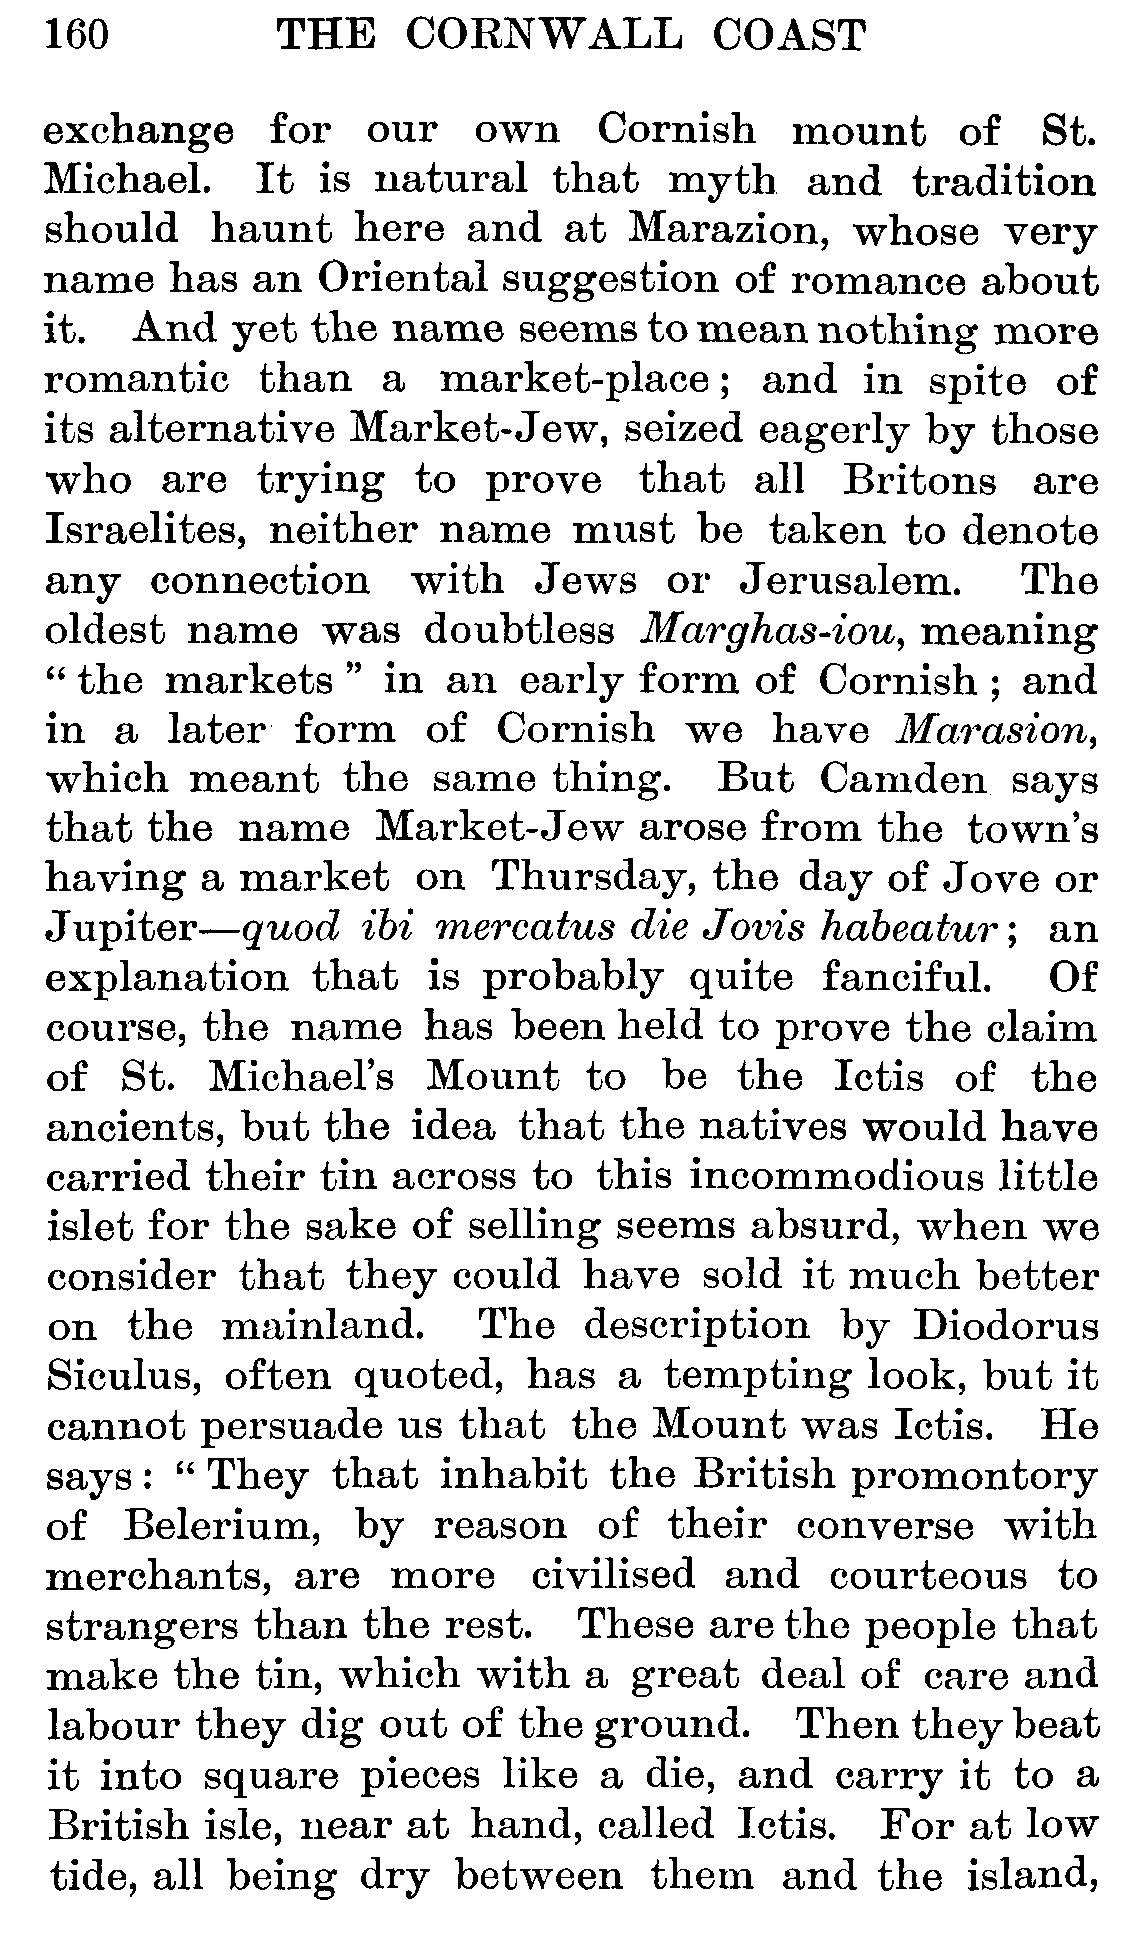 160 THE CORNWALL COAST
exchange for our own Cornish mount of St.
Michael. It is natural that myth and tradition
should haunt here and at Marazion, whose very
name has an Oriental suggestion of romance about
it. And yet the name seems to mean nothing more
romantic than a market-place; and in spite of
its alternative Market-Jew, seized eagerly by those
who are trying to prove that all Britons are
Israelites, neither name must be taken to denote
any connection with Jews or Jerusalem. The
oldest name was doubtless Marghas-iou, meaning
“the markets” in an early form of Cornish; and
in a later form of Cornish we have Marasion,
which meant the same thing. But Camden says
that the name Market-Jew arose from the town’s
having a market on Thursday, the day of Jove or
Jupiter—quod ibi mercatus die Jovis habeatur; an
explanation that is probably quite fanciful. Of
course, the name has been held to prove the claim
of St. Michael’s Mount to be the Ictis of the
ancients, but the idea that the natives would have
carried their tin across to this incommodious little
islet for the sake of selling seems absurd, when we
consider that they could have sold it much better
on the mainland. The description by Diodorus
Siculus, often quoted, has a tempting look, but it
cannot persuade us that the Mount was Ictis. He
says: “They that inhabit the British promontory
of Belerium, by reason of their converse with
merchants, are more civilised and courteous to
strangers than the rest. These are the people that
make the tin, which with a great deal of care and
labour they dig out of the ground. Then they beat
it into square pieces like a die, and carry it to a
British isle, near at hand, called Ictis. For at low
tide, all being dry between them and the island,